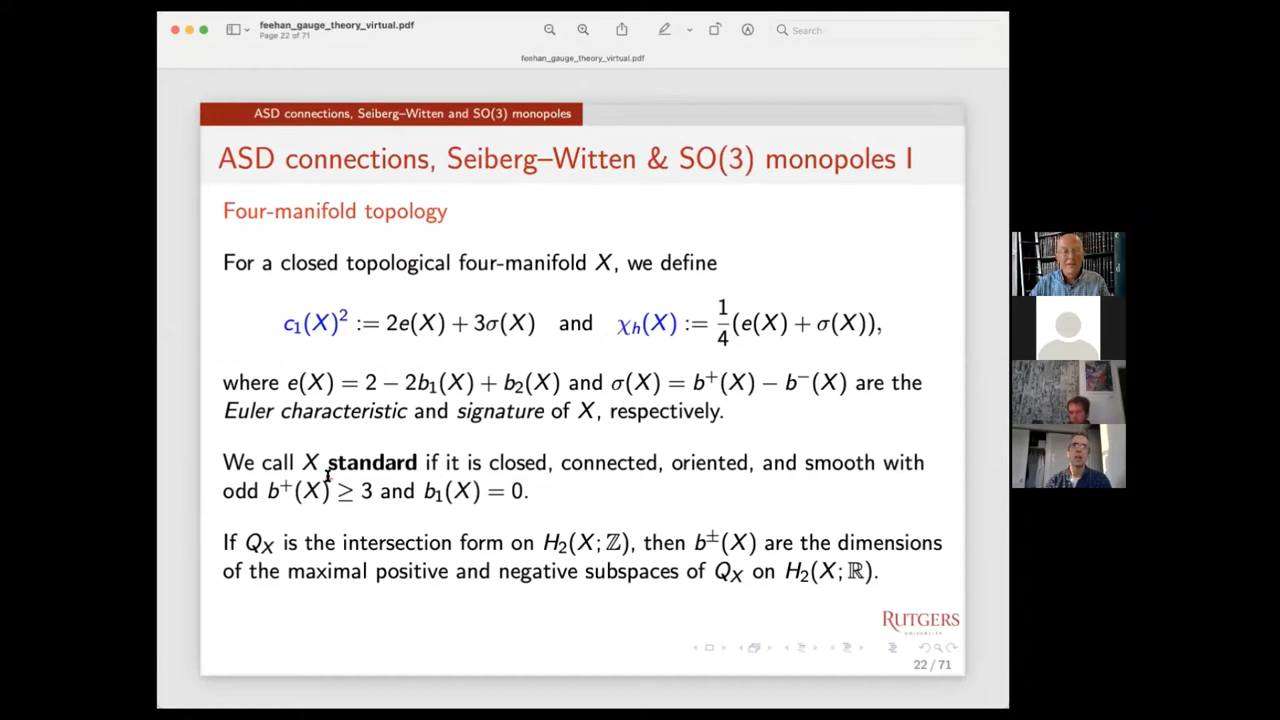 feehan_gauge_theory_virtual.pdf
Page 22 of 71
Search
feehan_gauge_theory_virtual.pdf
ASD connections, Seiberg–Witten and SO(3) monopoles
ASD connections, Seiberg–Witten & SO(3) monopoles I
Four-manifold topology
For a closed topological four-manifold X, we define
c₁(X)² := 2e(X) + 3σ(X) and χₕ(X) := 1/4 (e(X) + σ(X)),
where e(X) = 2 − 2b₁(X) + b₂(X) and σ(X) = b⁺(X) − b⁻(X) are the
Euler characteristic and signature of X, respectively.
We call X standard if it is closed, connected, oriented, and smooth with
odd b⁺(X) ≥ 3 and b₁(X) = 0.
If Q_X is the intersection form on H₂(X; ℤ), then b^±(X) are the dimensions
of the maximal positive and negative subspaces of Q_X on H₂(X; ℝ).
RUTGERS
UNIVERSITY
22 / 71